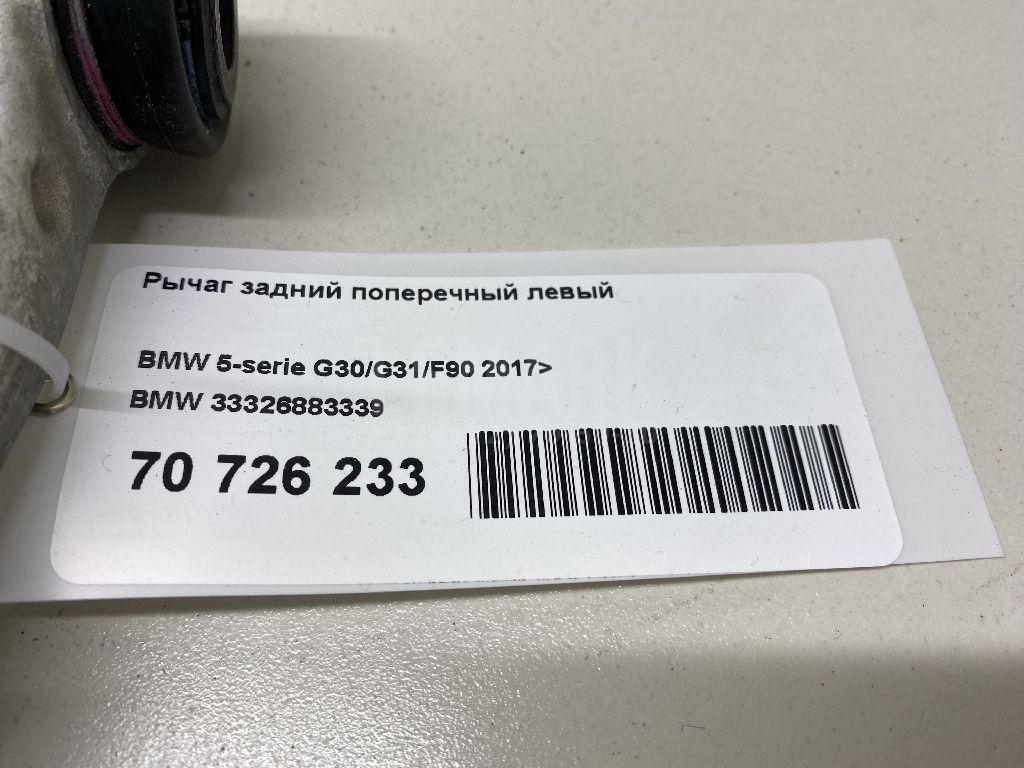 Рычаг задний поперечный левый
BMW 5-serie G30/G31/F90 2017>
BMW 33326883339
70 726 233